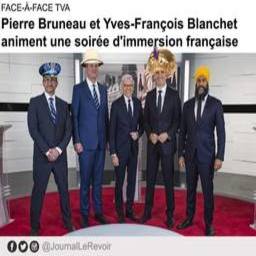 FACE-À-FACE TVA
Pierre Bruneau et Yves-François Blanchet
animent une soirée d'immersion française
@JournalLeRevoir